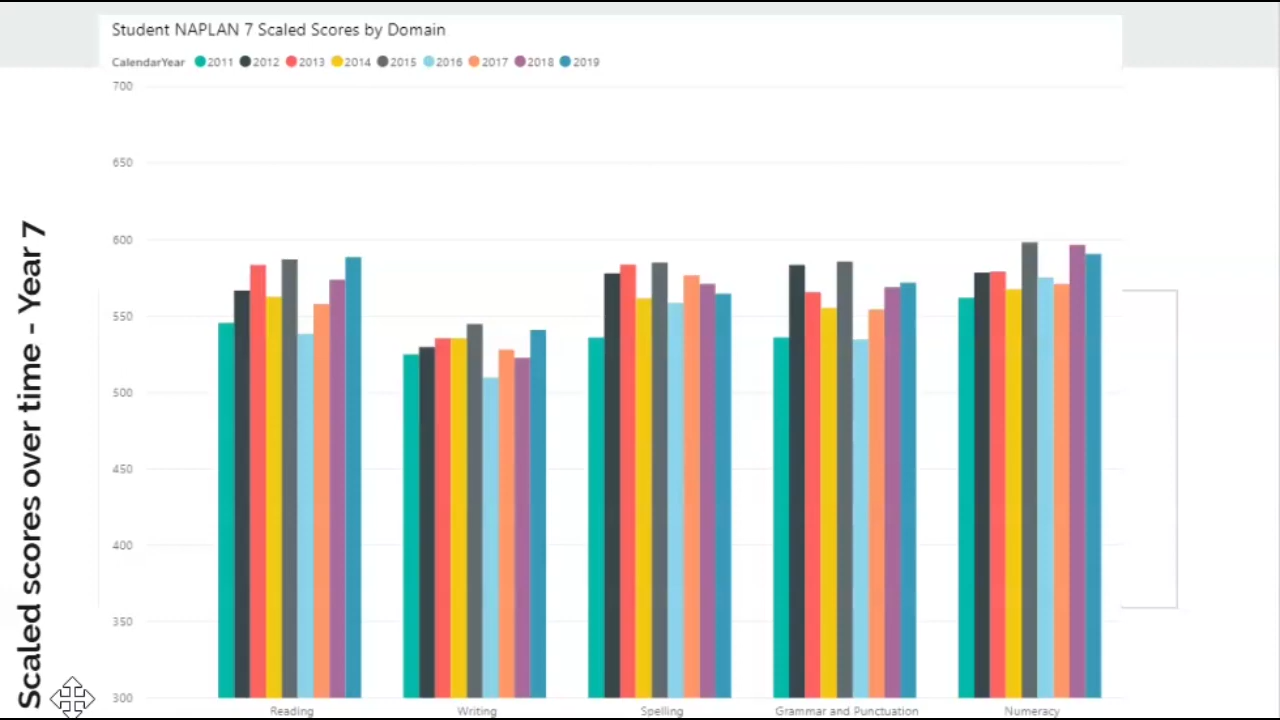 Student NAPLAN 7 Scaled Scores by Domain
CalendarYear 2011 2012 2013 2014 2015 2016 2017 2018 2019
700
650
600
550
500
450
400
350
300
Reading Writing Spelling Grammar and Punctuation Numeracy
Scaled scores over time - Year 7